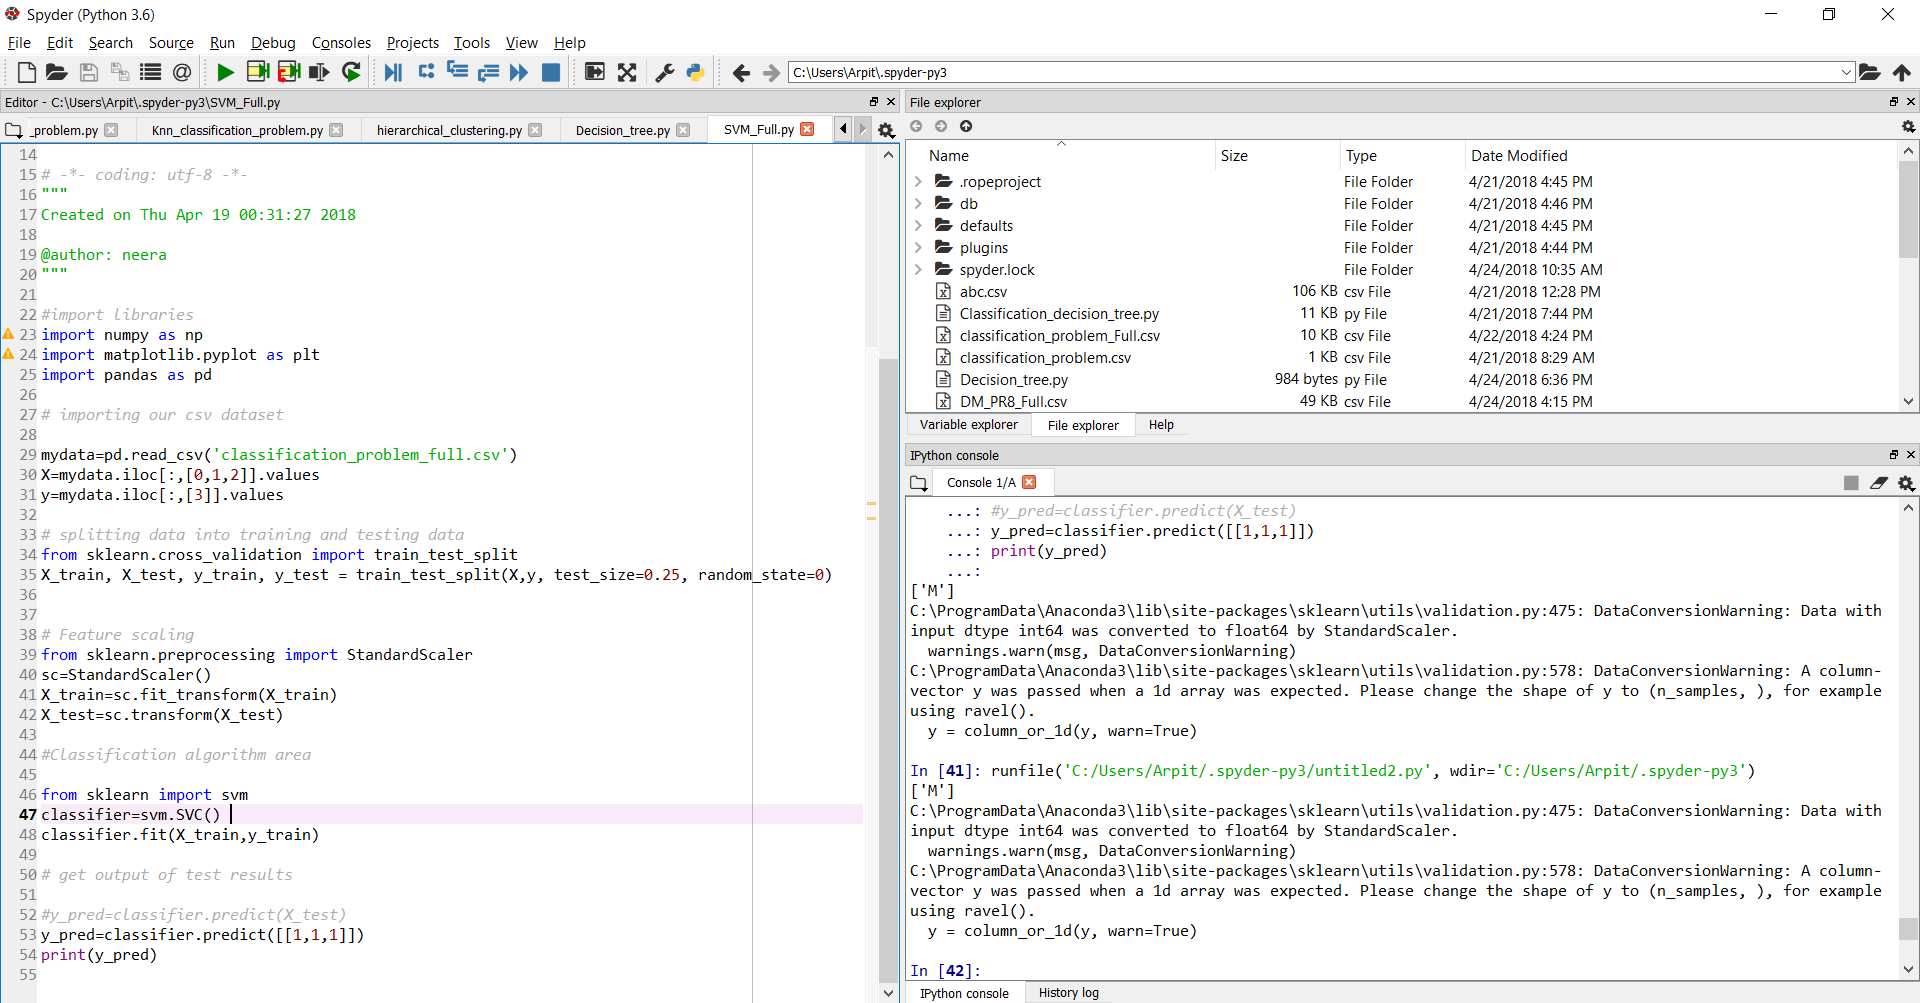 Spyder (Python 3.6)
File Edit Search Source Run Debug Consoles Projects Tools View Help
C:\Users\Arpit\.spyder-py3
Editor - C:\Users\Arpit\.spyder-py3\SVM_Full.py
_problem.py Knn_classification_problem.py hierarchical_clustering.py Decision_tree.py SVM_Full.py
14
15 # -*- coding: utf-8 -*-
16 """
17 Created on Thu Apr 19 00:31:27 2018
18
19 @author: neera
20 """
21
22 #import libraries
23 import numpy as np
24 import matplotlib.pyplot as plt
25 import pandas as pd
26
27 # importing our csv dataset
28
29 mydata=pd.read_csv('classification_problem_full.csv')
30 X=mydata.iloc[:,[0,1,2]].values
31 y=mydata.iloc[:,[3]].values
32
33 # splitting data into training and testing data
34 from sklearn.cross_validation import train_test_split
35 X_train, X_test, y_train, y_test = train_test_split(X,y, test_size=0.25, random_state=0)
36
37
38 # Feature scaling
39 from sklearn.preprocessing import StandardScaler
40 sc=StandardScaler()
41 X_train=sc.fit_transform(X_train)
42 X_test=sc.transform(X_test)
43
44 #Classification algorithm area
45
46 from sklearn import svm
47 classifier=svm.SVC()
48 classifier.fit(X_train,y_train)
49
50 # get output of test results
51
52 #y_pred=classifier.predict(X_test)
53 y_pred=classifier.predict([[1,1,1]])
54 print(y_pred)
55
File explorer
Name Size Type Date Modified
.ropeproject File Folder 4/21/2018 4:45 PM
db File Folder 4/21/2018 4:46 PM
defaults File Folder 4/21/2018 4:45 PM
plugins File Folder 4/21/2018 4:44 PM
spyder.lock File Folder 4/24/2018 10:35 AM
abc.csv 106 KB csv File 4/21/2018 12:28 PM
Classification_decision_tree.py 11 KB py File 4/21/2018 7:44 PM
classification_problem_Full.csv 10 KB csv File 4/22/2018 4:24 PM
classification_problem.csv 1 KB csv File 4/21/2018 8:29 AM
Decision_tree.py 984 bytes py File 4/24/2018 6:36 PM
DM_PR8_Full.csv 49 KB csv File 4/24/2018 4:15 PM
Variable explorer File explorer Help
IPython console
Console 1/A
...: #y_pred=classifier.predict(X_test)
...: y_pred=classifier.predict([[1,1,1]])
...: print(y_pred)
...:
['M']
C:\ProgramData\Anaconda3\lib\site-packages\sklearn\utils\validation.py:475: DataConversionWarning: Data with
input dtype int64 was converted to float64 by StandardScaler.
warnings.warn(msg, DataConversionWarning)
C:\ProgramData\Anaconda3\lib\site-packages\sklearn\utils\validation.py:578: DataConversionWarning: A column-
vector y was passed when a 1d array was expected. Please change the shape of y to (n_samples, ), for example
using ravel().
y = column_or_1d(y, warn=True)
In [41]: runfile('C:/Users/Arpit/.spyder-py3/untitled2.py', wdir='C:/Users/Arpit/.spyder-py3')
['M']
C:\ProgramData\Anaconda3\lib\site-packages\sklearn\utils\validation.py:475: DataConversionWarning: Data with
input dtype int64 was converted to float64 by StandardScaler.
warnings.warn(msg, DataConversionWarning)
C:\ProgramData\Anaconda3\lib\site-packages\sklearn\utils\validation.py:578: DataConversionWarning: A column-
vector y was passed when a 1d array was expected. Please change the shape of y to (n_samples, ), for example
using ravel().
y = column_or_1d(y, warn=True)
In [42]:
IPython console History log